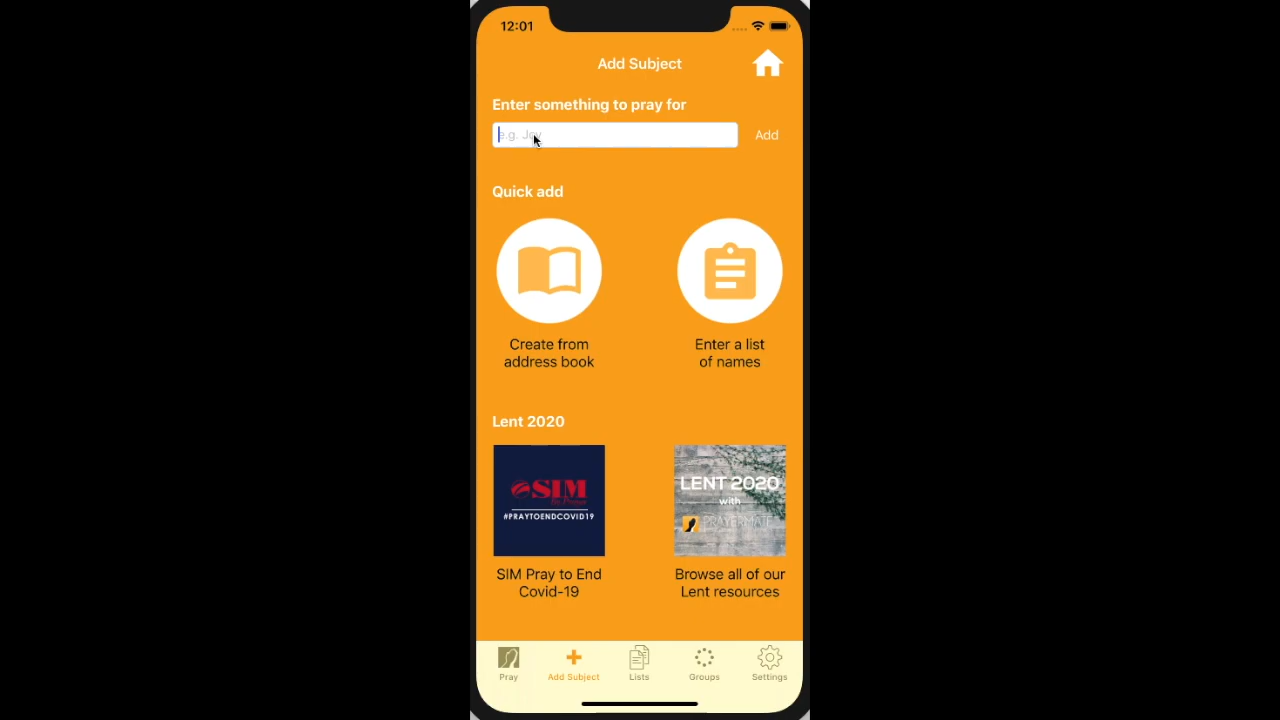 12:01
Add Subject
Enter something to pray for
e.g. Joy
Add
Quick add
Create from
address book
Enter a list
of names
Lent 2020
SIM
#PRAYTOENDCOVID19
LENT 2020
with
PRAYERMATE
SIM Pray to End
Covid-19
Browse all of our
Lent resources
Pray
Add Subject
Lists
Groups
Settings